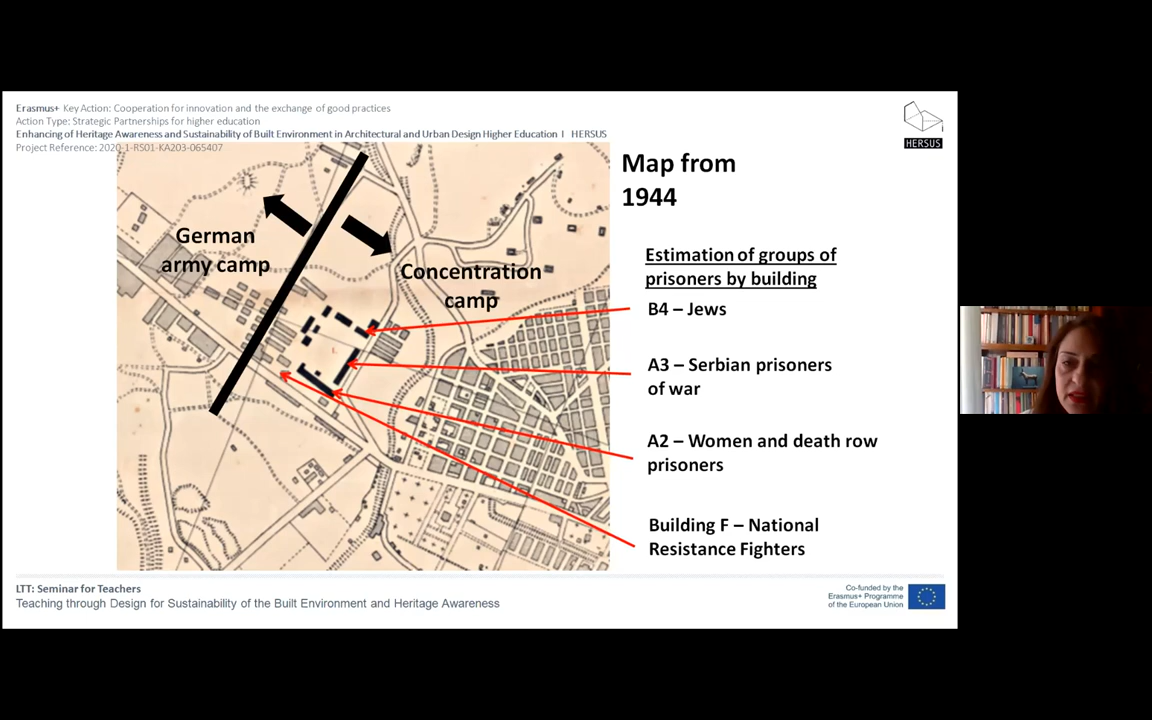 Erasmus+ Key Action: Cooperation for innovation and the exchange of good practices
Action Type: Strategic Partnerships for higher education
Enhancing of Heritage Awareness and Sustainability of Built Environment in Architectural and Urban Design Higher Education I HERSUS
Project Reference: 2020-1-RS01-KA203-065407
HERSUS
Map from
1944
German
army camp
Concentration
camp
Estimation of groups of
prisoners by building
B4 – Jews
A3 – Serbian prisoners
of war
A2 – Women and death row
prisoners
Building F – National
Resistance Fighters
LTT: Seminar for Teachers
Teaching through Design for Sustainability of the Built Environment and Heritage Awareness
Co-funded by the
Erasmus+ Programme
of the European Union